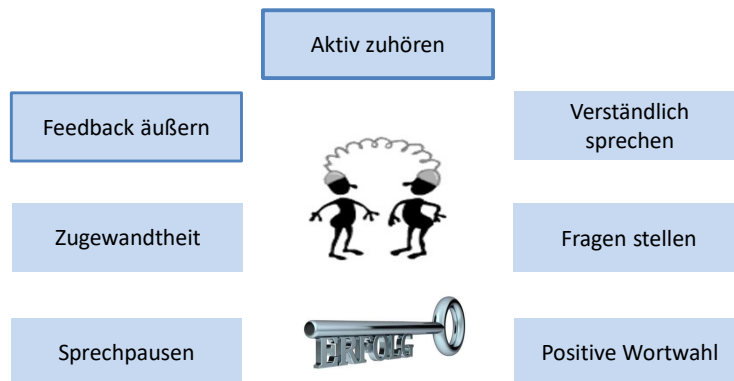 Aktiv zuhören
Feedback äußern
Verständlich
sprechen
Zugewandtheit
Fragen stellen
Sprechpausen
ERFOLG
Positive Wortwahl